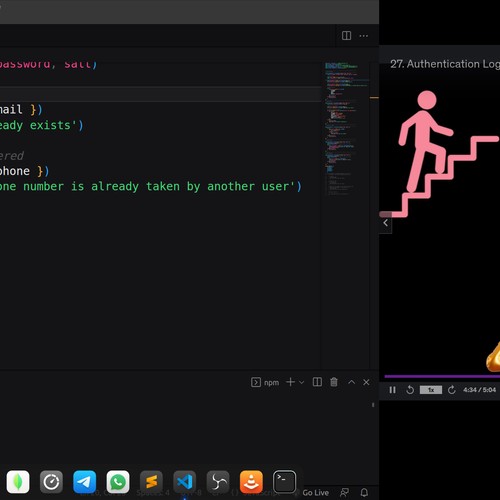 password, salt)
27. Authentication Log
mail })
eady exists')
ered
phone })
one number is already taken by another user')
npm
1x
4:34 / 5:04
Go Live